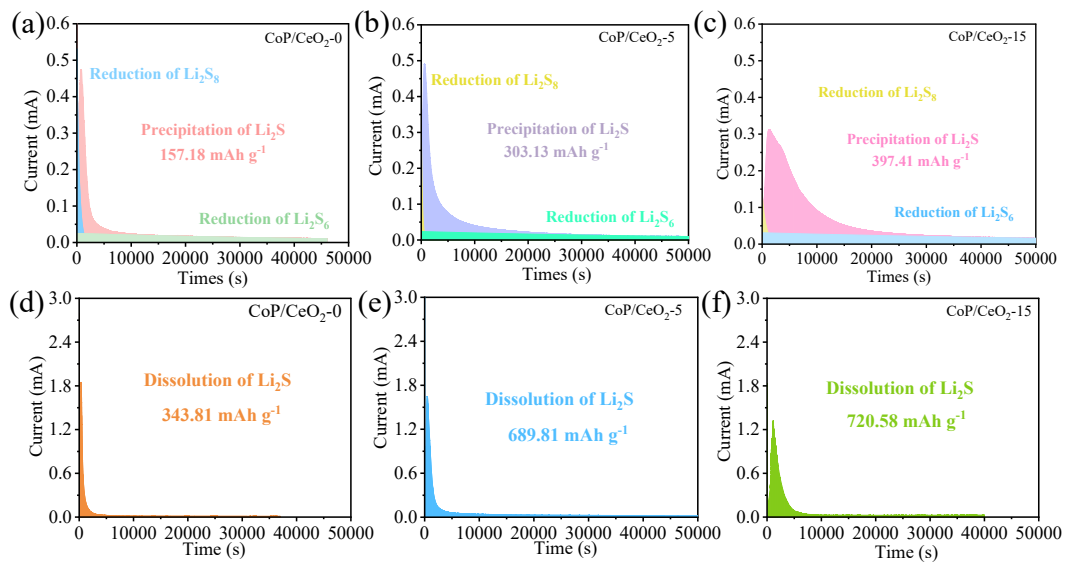 (a)
CoP/CeO₂-0
Reduction of Li₂S₈
Precipitation of Li₂S
157.18 mAh g⁻¹
Reduction of Li₂S₆
Current (mA)
0.6
0.5
0.4
0.3
0.2
0.1
0.0
0 10000 20000 30000 40000 50000
Times (s)
(b)
CoP/CeO₂-5
Reduction of Li₂S₈
Precipitation of Li₂S
303.13 mAh g⁻¹
Reduction of Li₂S₆
Current (mA)
0.6
0.5
0.4
0.3
0.2
0.1
0.0
0 10000 20000 30000 40000 50000
Times (s)
(c)
CoP/CeO₂-15
Reduction of Li₂S₈
Precipitation of Li₂S
397.41 mAh g⁻¹
Reduction of Li₂S₆
Current (mA)
0.6
0.5
0.4
0.3
0.2
0.1
0.0
0 10000 20000 30000 40000 50000
Times (s)
(d)
CoP/CeO₂-0
Dissolution of Li₂S
343.81 mAh g⁻¹
Current (mA)
3.0
2.4
1.8
1.2
0.6
0.0
0 10000 20000 30000 40000 50000
Time (s)
(e)
CoP/CeO₂-5
Dissolution of Li₂S
689.81 mAh g⁻¹
Current (mA)
3.0
2.4
1.8
1.2
0.6
0.0
0 10000 20000 30000 40000 50000
Time (s)
(f)
CoP/CeO₂-15
Dissolution of Li₂S
720.58 mAh g⁻¹
Current (mA)
3.0
2.4
1.8
1.2
0.6
0.0
0 10000 20000 30000 40000 50000
Time (s)